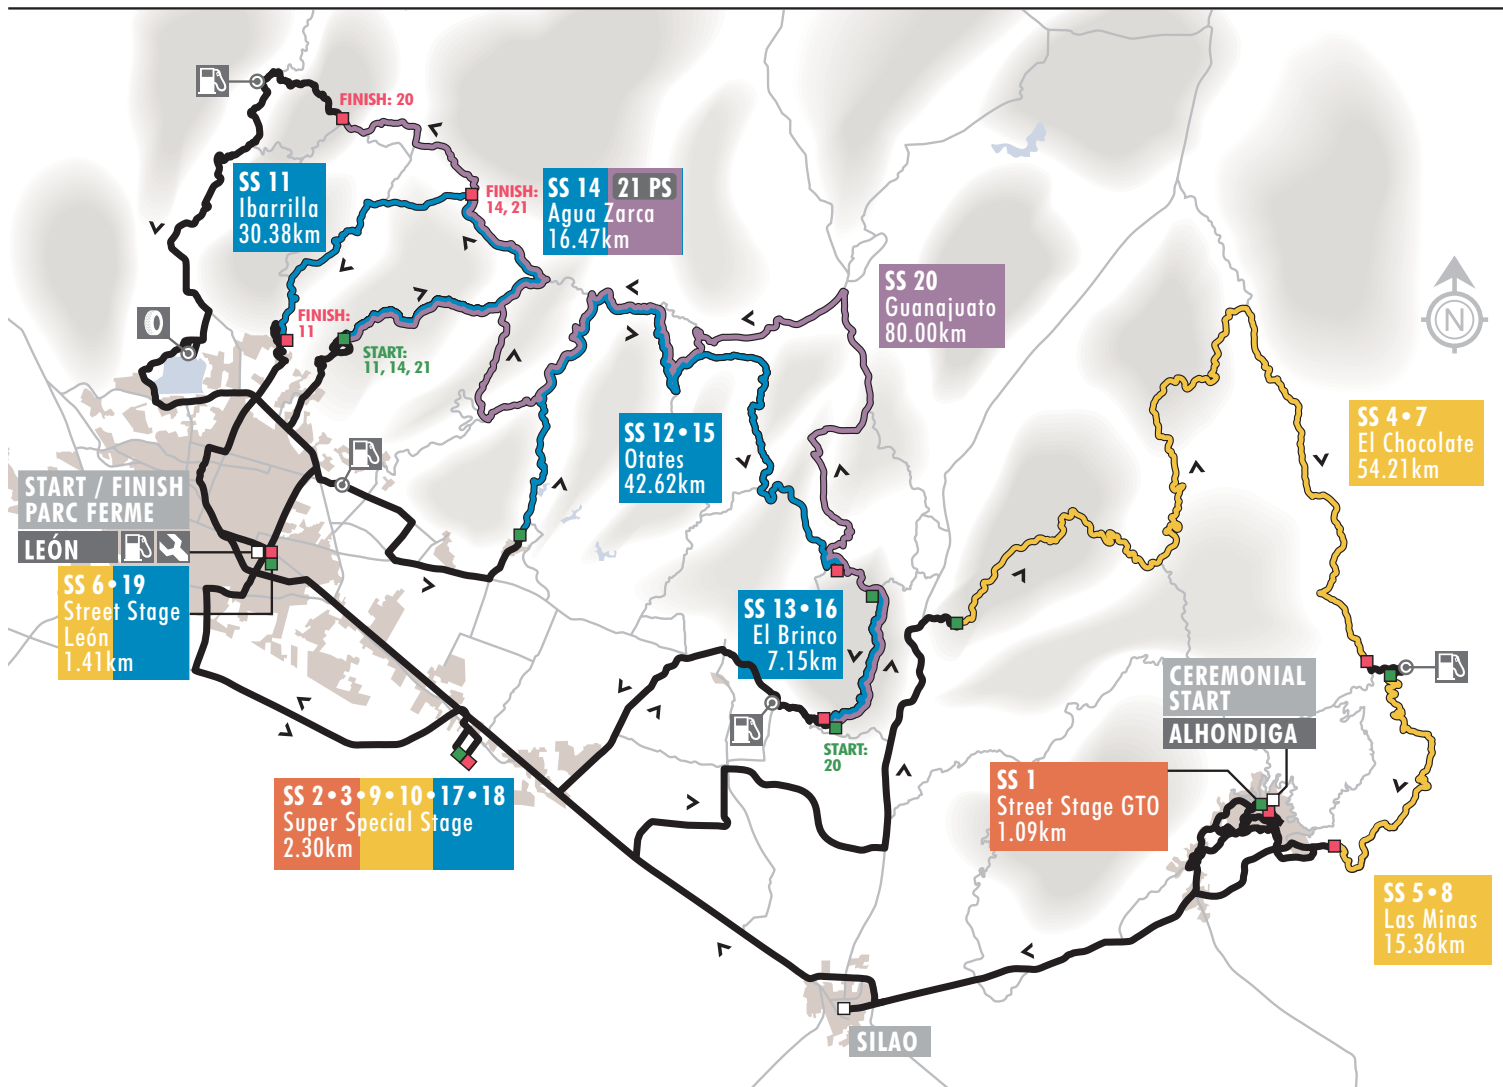 FINISH: 20
SS 11
Ibarrilla
30.38km
FINISH:
14, 21
SS 14 21 PS
Agua Zarca
16.47km
SS 20
Guanajuato
80.00km
FINISH:
11
START:
11, 14, 21
N
SS 12•15
Otates
42.62km
SS 4•7
El Chocolate
54.21km
START / FINISH
PARC FERME
LEÓN
SS 6•19
Street Stage
León
1.41km
SS 13•16
El Brinco
7.15km
START:
20
CEREMONIAL
START
ALHONDIGA
SS 1
Street Stage GTO
1.09km
SS 2•3•9•10•17•18
Super Special Stage
2.30km
SS 5•8
Las Minas
15.36km
SILAO